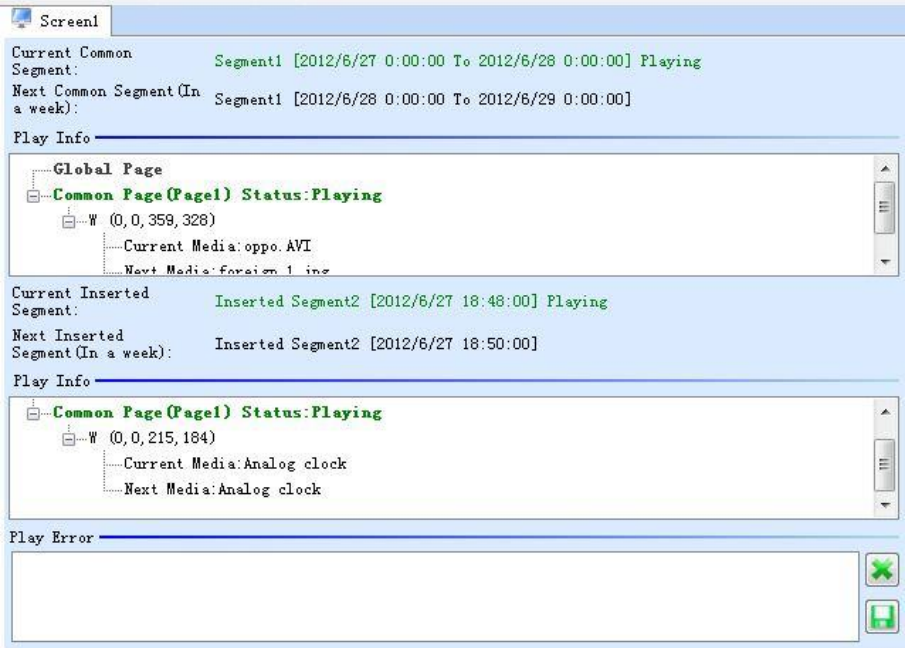 Screen1
Current Common
Segment:
Segment1 [2012/6/27 0:00:00 To 2012/6/28 0:00:00] Playing
Next Common Segment(In
a week):
Segment1 [2012/6/28 0:00:00 To 2012/6/29 0:00:00]
Play Info
Global Page
Common Page(Page1) Status:Playing
W (0,0,359,328)
Current Media:oppo.AVI
Next Media:foreign 1
Current Inserted
Segment:
Inserted Segment2 [2012/6/27 18:48:00] Playing
Next Inserted
Segment(In a week):
Inserted Segment2 [2012/6/27 18:50:00]
Play Info
Common Page(Page1) Status:Playing
W (0,0,215,184)
Current Media:Analog clock
Next Media:Analog clock
Play Error